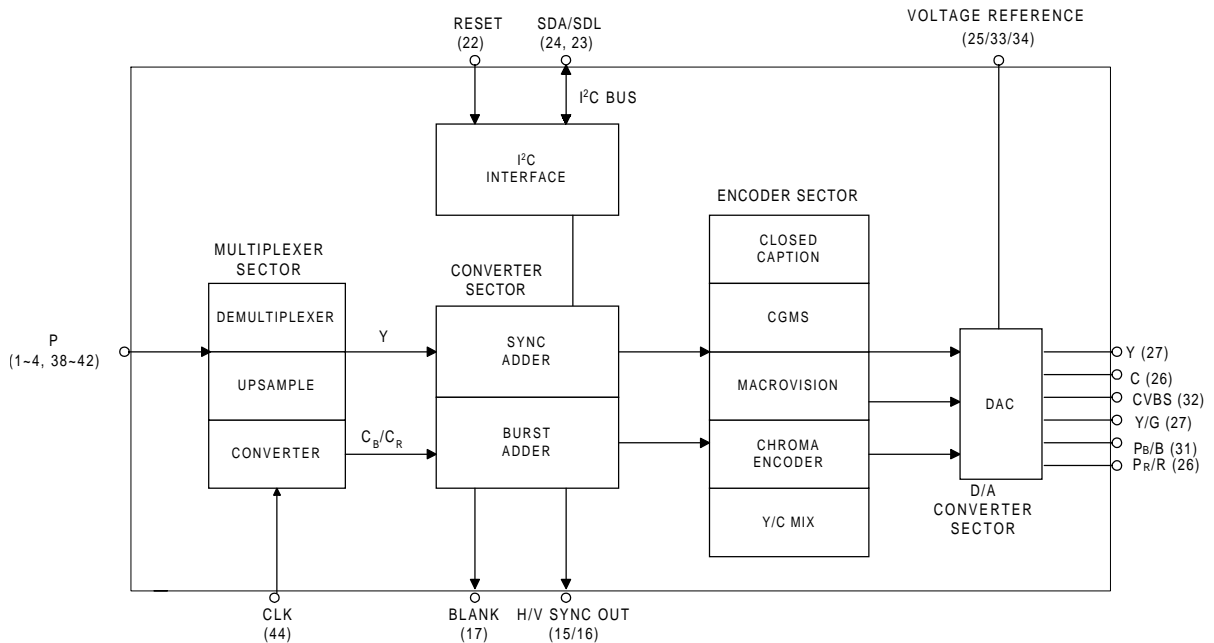 RESET
(22)
SDA/SDL
(24, 23)
VOLTAGE REFERENCE
(25/33/34)
I²C BUS
I²C
INTERFACE
ENCODER SECTOR
MULTIPLEXER
SECTOR
CONVERTER
SECTOR
CLOSED
CAPTION
DEMULTIPLEXER
UPSAMPLE
CONVERTER
P
(1~4, 38~42)
Y
CB/CR
SYNC
ADDER
BURST
ADDER
CGMS
MACROVISION
CHROMA
ENCODER
Y/C MIX
DAC
D/A
CONVERTER
SECTOR
Y (27)
C (26)
CVBS (32)
Y/G (27)
PB/B (31)
PR/R (26)
CLK
(44)
BLANK
(17)
H/V SYNC OUT
(15/16)